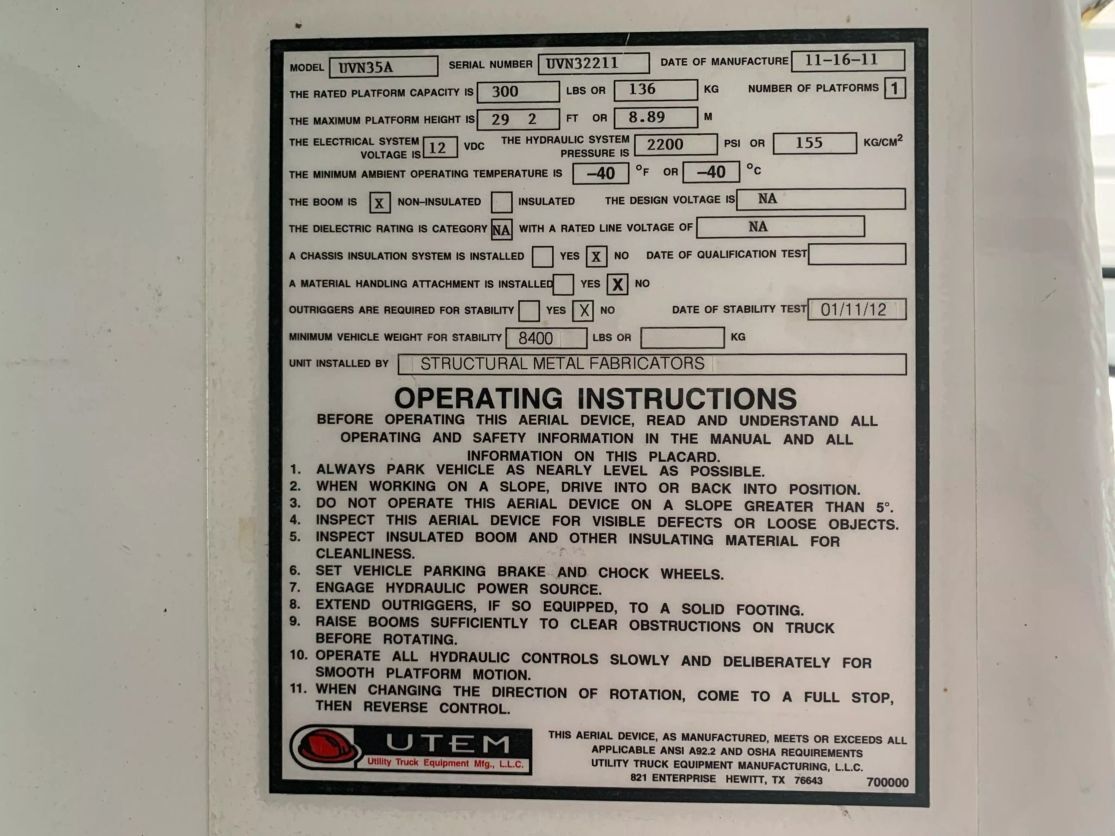 MODEL UVN35A SERIAL NUMBER UVN32211 DATE OF MANUFACTURE 11-16-11
THE RATED PLATFORM CAPACITY IS 300 LBS OR 136 KG NUMBER OF PLATFORMS 1
THE MAXIMUM PLATFORM HEIGHT IS 29 2 FT OR 8.89 M
THE ELECTRICAL SYSTEM VOLTAGE IS 12 VDC THE HYDRAULIC SYSTEM PRESSURE IS 2200 PSI OR 155 KG/CM²
THE MINIMUM AMBIENT OPERATING TEMPERATURE IS -40 °F OR -40 °C
THE BOOM IS X NON-INSULATED INSULATED THE DESIGN VOLTAGE IS NA
THE DIELECTRIC RATING IS CATEGORY NA WITH A RATED LINE VOLTAGE OF NA
A CHASSIS INSULATION SYSTEM IS INSTALLED YES X NO DATE OF QUALIFICATION TEST
A MATERIAL HANDLING ATTACHMENT IS INSTALLED YES X NO
OUTRIGGERS ARE REQUIRED FOR STABILITY YES X NO DATE OF STABILITY TEST 01/11/12
MINIMUM VEHICLE WEIGHT FOR STABILITY 8400 LBS OR KG
UNIT INSTALLED BY STRUCTURAL METAL FABRICATORS
OPERATING INSTRUCTIONS
BEFORE OPERATING THIS AERIAL DEVICE, READ AND UNDERSTAND ALL
OPERATING AND SAFETY INFORMATION IN THE MANUAL AND ALL
INFORMATION ON THIS PLACARD.
1. ALWAYS PARK VEHICLE AS NEARLY LEVEL AS POSSIBLE.
2. WHEN WORKING ON A SLOPE, DRIVE INTO OR BACK INTO POSITION.
3. DO NOT OPERATE THIS AERIAL DEVICE ON A SLOPE GREATER THAN 5°.
4. INSPECT THIS AERIAL DEVICE FOR VISIBLE DEFECTS OR LOOSE OBJECTS.
5. INSPECT INSULATED BOOM AND OTHER INSULATING MATERIAL FOR
CLEANLINESS.
6. SET VEHICLE PARKING BRAKE AND CHOCK WHEELS.
7. ENGAGE HYDRAULIC POWER SOURCE.
8. EXTEND OUTRIGGERS, IF SO EQUIPPED, TO A SOLID FOOTING.
9. RAISE BOOMS SUFFICIENTLY TO CLEAR OBSTRUCTIONS ON TRUCK
BEFORE ROTATING.
10. OPERATE ALL HYDRAULIC CONTROLS SLOWLY AND DELIBERATELY FOR
SMOOTH PLATFORM MOTION.
11. WHEN CHANGING THE DIRECTION OF ROTATION, COME TO A FULL STOP,
THEN REVERSE CONTROL.
UTEM
Utility Truck Equipment Mfg., L.L.C.
THIS AERIAL DEVICE, AS MANUFACTURED, MEETS OR EXCEEDS ALL
APPLICABLE ANSI A92.2 AND OSHA REQUIREMENTS
UTILITY TRUCK EQUIPMENT MANUFACTURING, L.L.C.
821 ENTERPRISE HEWITT, TX 76643 700000